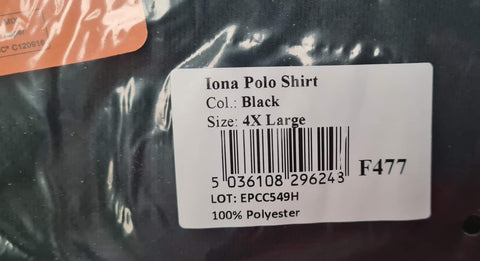 Iona Polo Shirt
Col.: Black
Size: 4X Large
5 036108 296243
F477
LOT: EPCC549H
100% Polyester